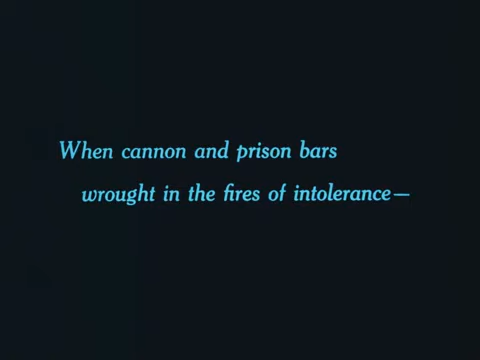 When cannon and prison bars
wrought in the fires of intolerance—